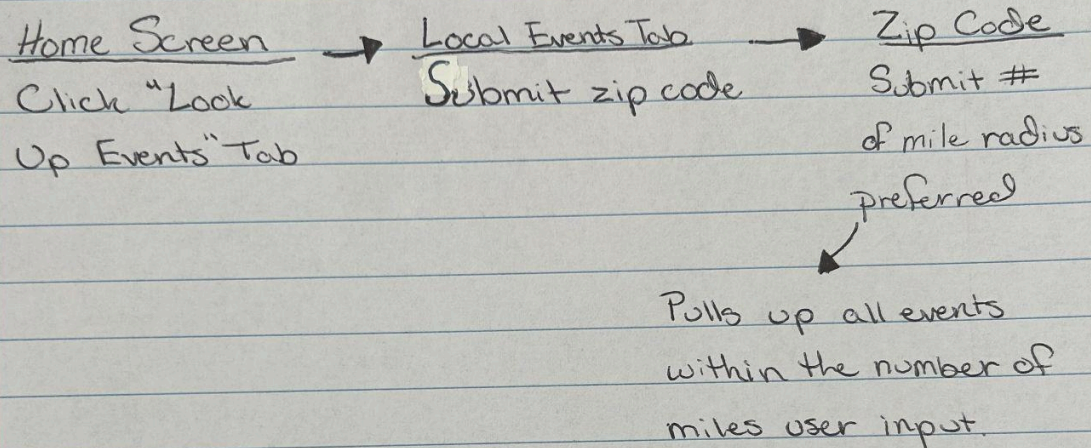 Home Screen
Click "Look
Up Events" Tab
Local Events Tab
Submit zip code
Zip Code
Submit #
of mile radius
preferred
Pulls up all events
within the number of
miles user input.